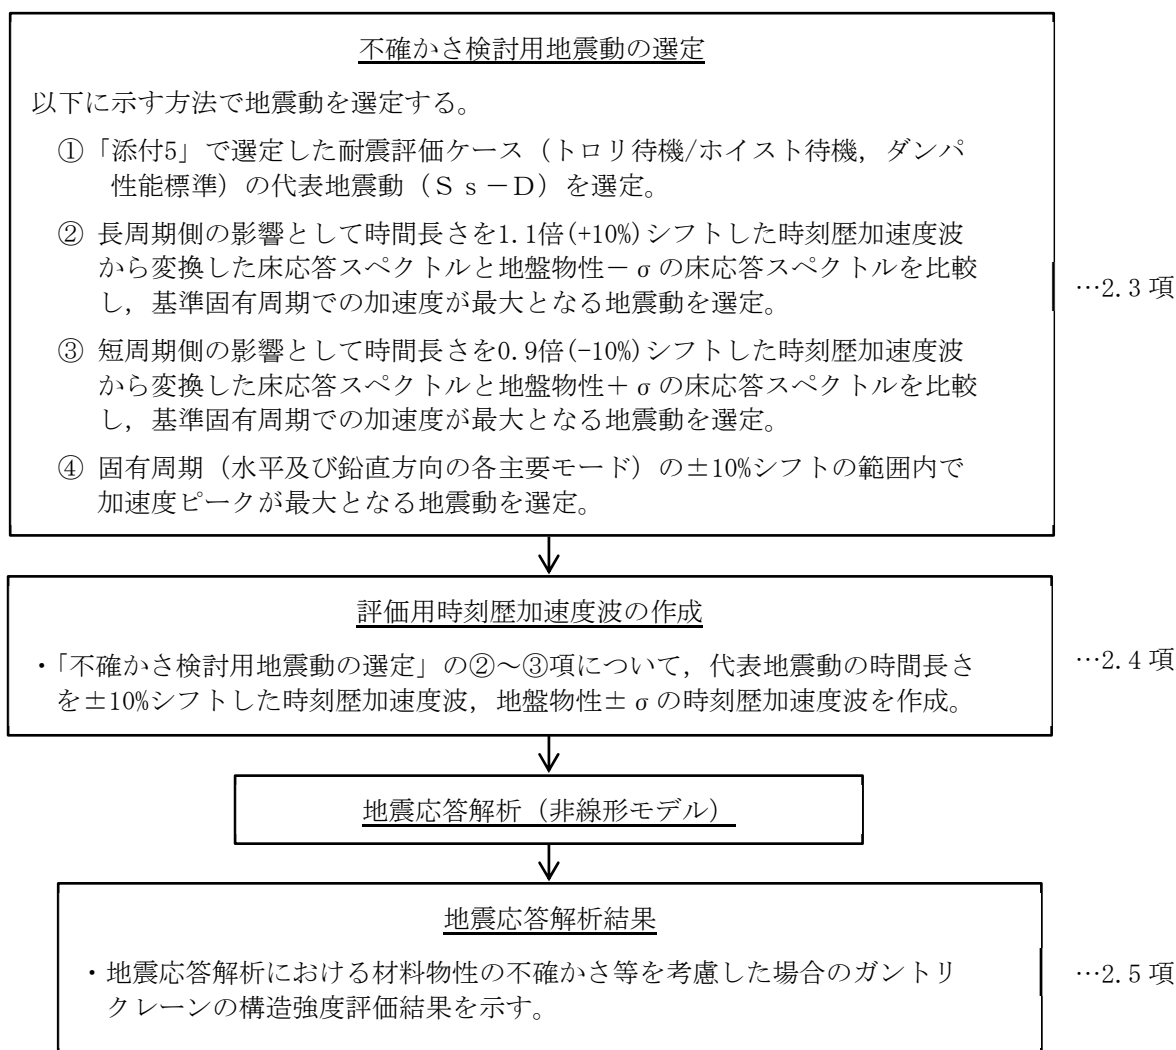 不確かさ検討用地震動の選定
以下に示す方法で地震動を選定する。
①「添付5」で選定した耐震評価ケース（トロリ待機/ホイスト待機，ダンパ
性能標準）の代表地震動（Ｓｓ－Ｄ）を選定。
② 長周期側の影響として時間長さを1.1倍(+10%)シフトした時刻歴加速度波
から変換した床応答スペクトルと地盤物性－σの床応答スペクトルを比較
し，基準固有周期での加速度が最大となる地震動を選定。
…2.3 項
③ 短周期側の影響として時間長さを0.9倍(-10%)シフトした時刻歴加速度波
から変換した床応答スペクトルと地盤物性＋σの床応答スペクトルを比較
し，基準固有周期での加速度が最大となる地震動を選定。
④ 固有周期（水平及び鉛直方向の各主要モード）の±10%シフトの範囲内で
加速度ピークが最大となる地震動を選定。
評価用時刻歴加速度波の作成
・「不確かさ検討用地震動の選定」の②～③項について，代表地震動の時間長さ
を±10%シフトした時刻歴加速度波，地盤物性±σの時刻歴加速度波を作成。
…2.4 項
地震応答解析（非線形モデル）
地震応答解析結果
・地震応答解析における材料物性の不確かさ等を考慮した場合のガントリ
クレーンの構造強度評価結果を示す。
…2.5 項